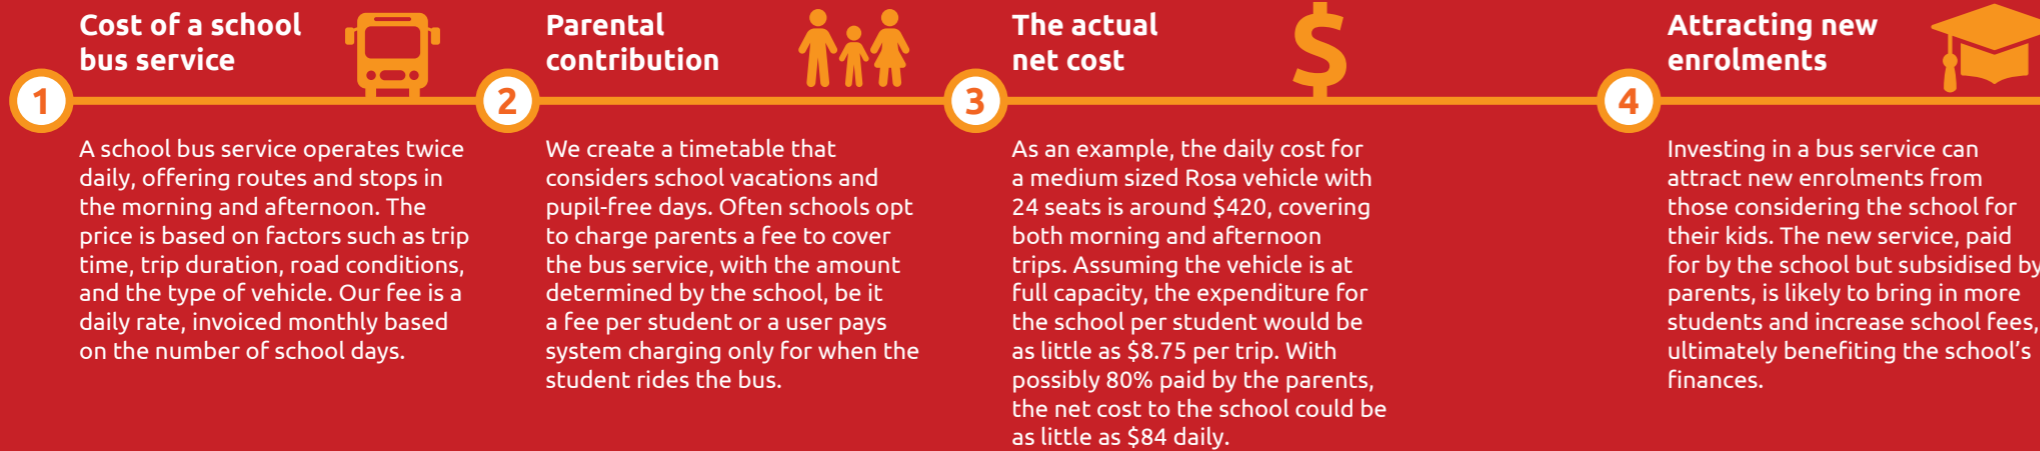 Cost of a school
bus service
1
A school bus service operates twice
daily, offering routes and stops in
the morning and afternoon. The
price is based on factors such as trip
time, trip duration, road conditions,
and the type of vehicle. Our fee is a
daily rate, invoiced monthly based
on the number of school days.
Parental
contribution
2
We create a timetable that
considers school vacations and
pupil-free days. Often schools opt
to charge parents a fee to cover
the bus service, with the amount
determined by the school, be it
a fee per student or a user pays
system charging only for when the
student rides the bus.
The actual
net cost
$
3
As an example, the daily cost for
a medium sized Rosa vehicle with
24 seats is around $420, covering
both morning and afternoon
trips. Assuming the vehicle is at
full capacity, the expenditure for
the school per student would be
as little as $8.75 per trip. With
possibly 80% paid by the parents,
the net cost to the school could be
as little as $84 daily.
Attracting new
enrolments
4
Investing in a bus service can
attract new enrolments from
those considering the school for
their kids. The new service, paid
for by the school but subsidised by
parents, is likely to bring in more
students and increase school fees,
ultimately benefiting the school's
finances.